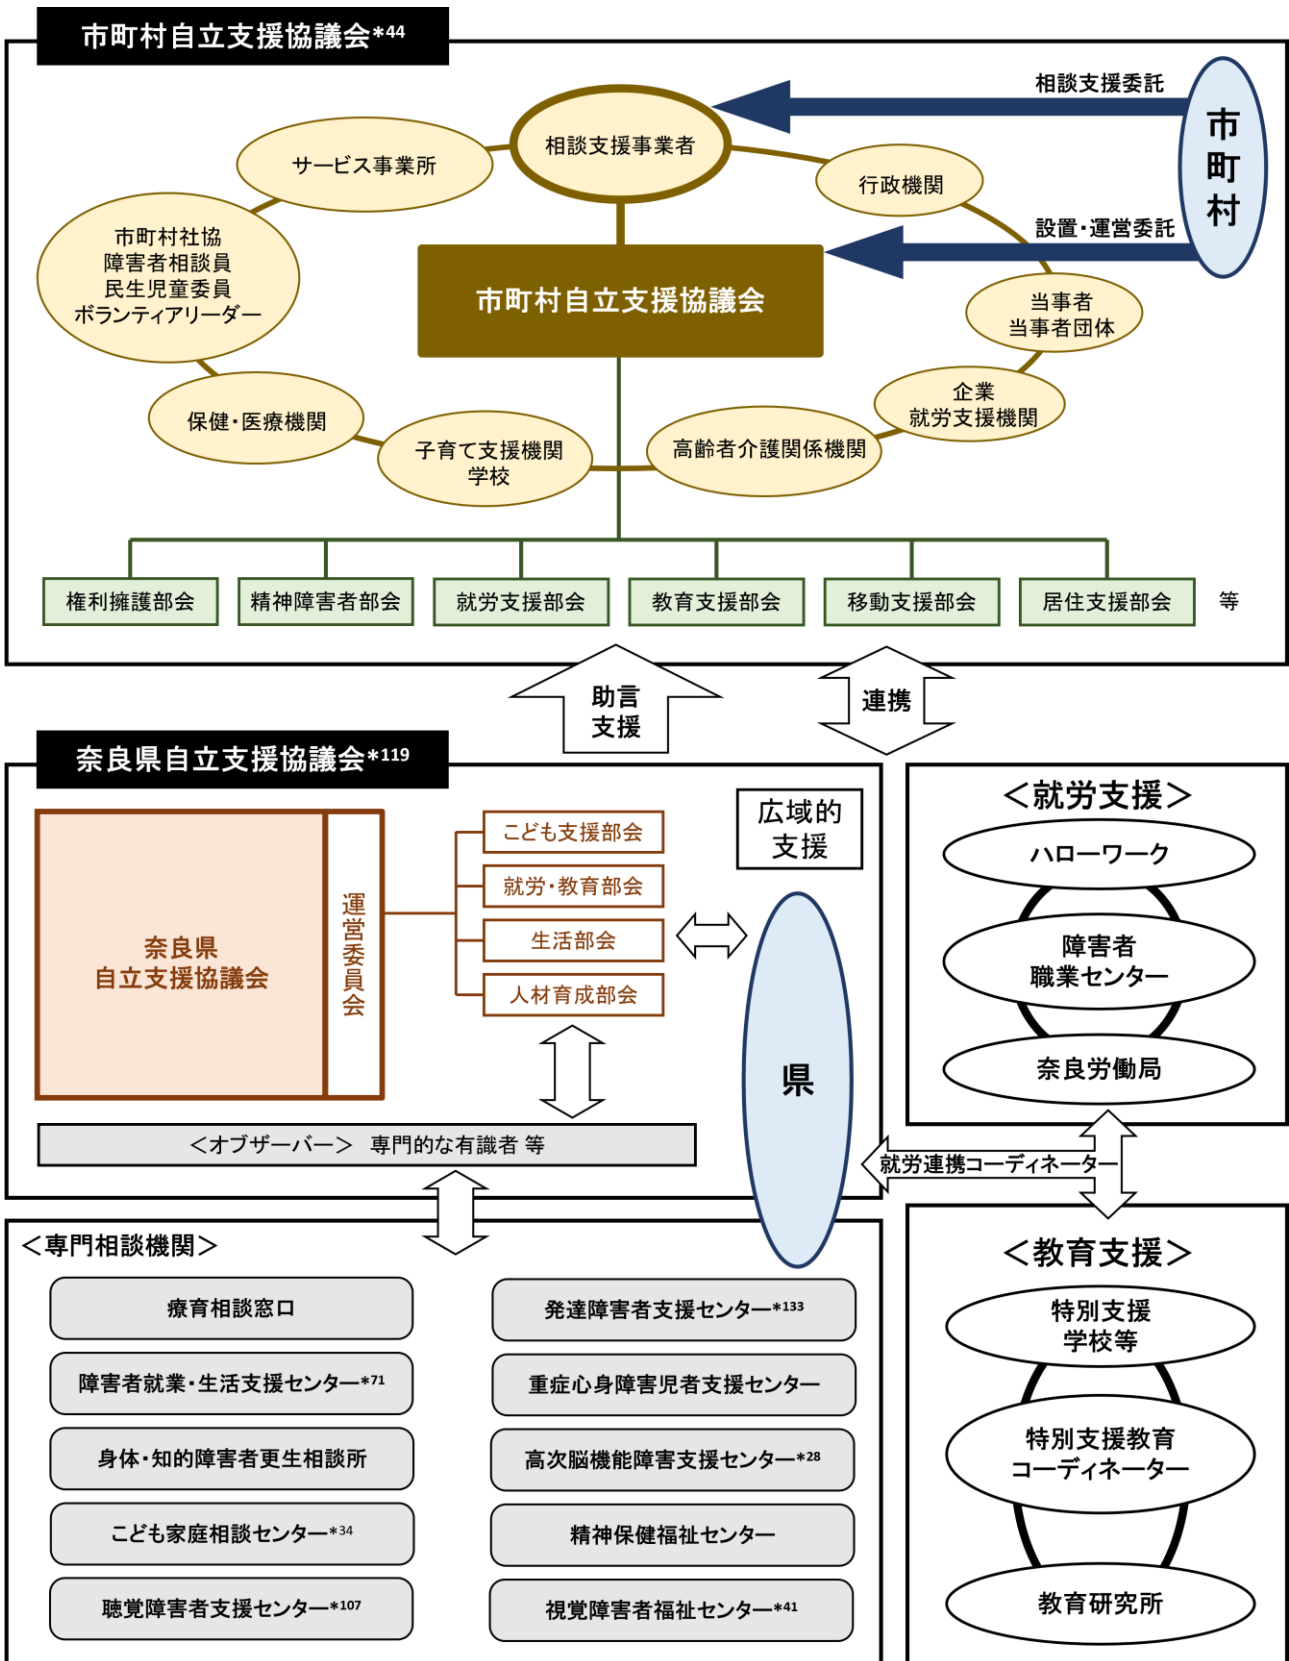 市町村自立支援協議会*44
相談支援委託
市町村
相談支援事業者
サービス事業所
行政機関
設置・運営委託
市町村社協
障害者相談員
民生児童委員
ボランティアリーダー
市町村自立支援協議会
当事者
当事者団体
企業
就労支援機関
保健・医療機関
子育て支援機関
学校
高齢者介護関係機関
権利擁護部会
精神障害者部会
就労支援部会
教育支援部会
移動支援部会
居住支援部会
等
助言
支援
連携
奈良県自立支援協議会*119
奈良県
自立支援協議会
運営委員会
こども支援部会
就労・教育部会
生活部会
人材育成部会
広域的
支援
県
＜オブザーバー＞ 専門的な有識者 等
＜就労支援＞
ハローワーク
障害者
職業センター
奈良労働局
就労連携コーディネーター
＜専門相談機関＞
療育相談窓口
障害者就業・生活支援センター*71
身体・知的障害者更生相談所
こども家庭相談センター*34
聴覚障害者支援センター*107
発達障害者支援センター*133
重症心身障害児者支援センター
高次脳機能障害支援センター*28
精神保健福祉センター
視覚障害者福祉センター*41
＜教育支援＞
特別支援
学校等
特別支援教育
コーディネーター
教育研究所